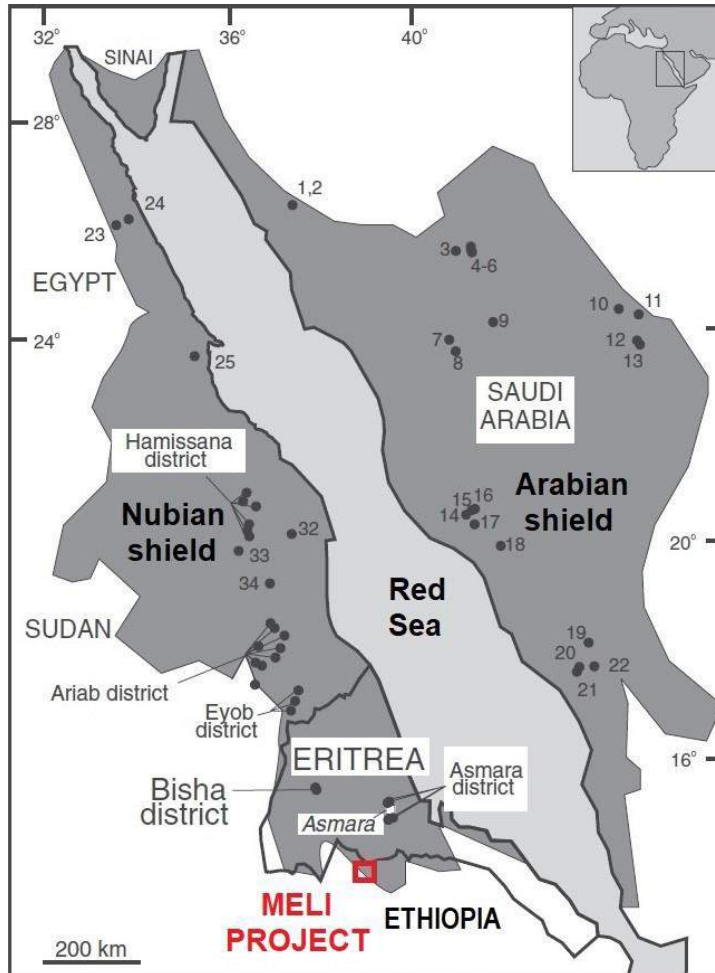 32°
36°
40°
SINAI
28°
1,2
24
23
3
4-6
EGYPT
10
11
9
24°
7
12
8
13
25
SAUDI
ARABIA
Hamissana
district
15
16
Arabian
shield
14
17
Nubian
shield
32
20°
18
33
34
Red
Sea
SUDAN
19
20
22
21
Ariab district
Eyob
district
ERITREA
16°
Asmara
district
Bisha
district
Asmara
MELI
PROJECT
ETHIOPIA
200 km